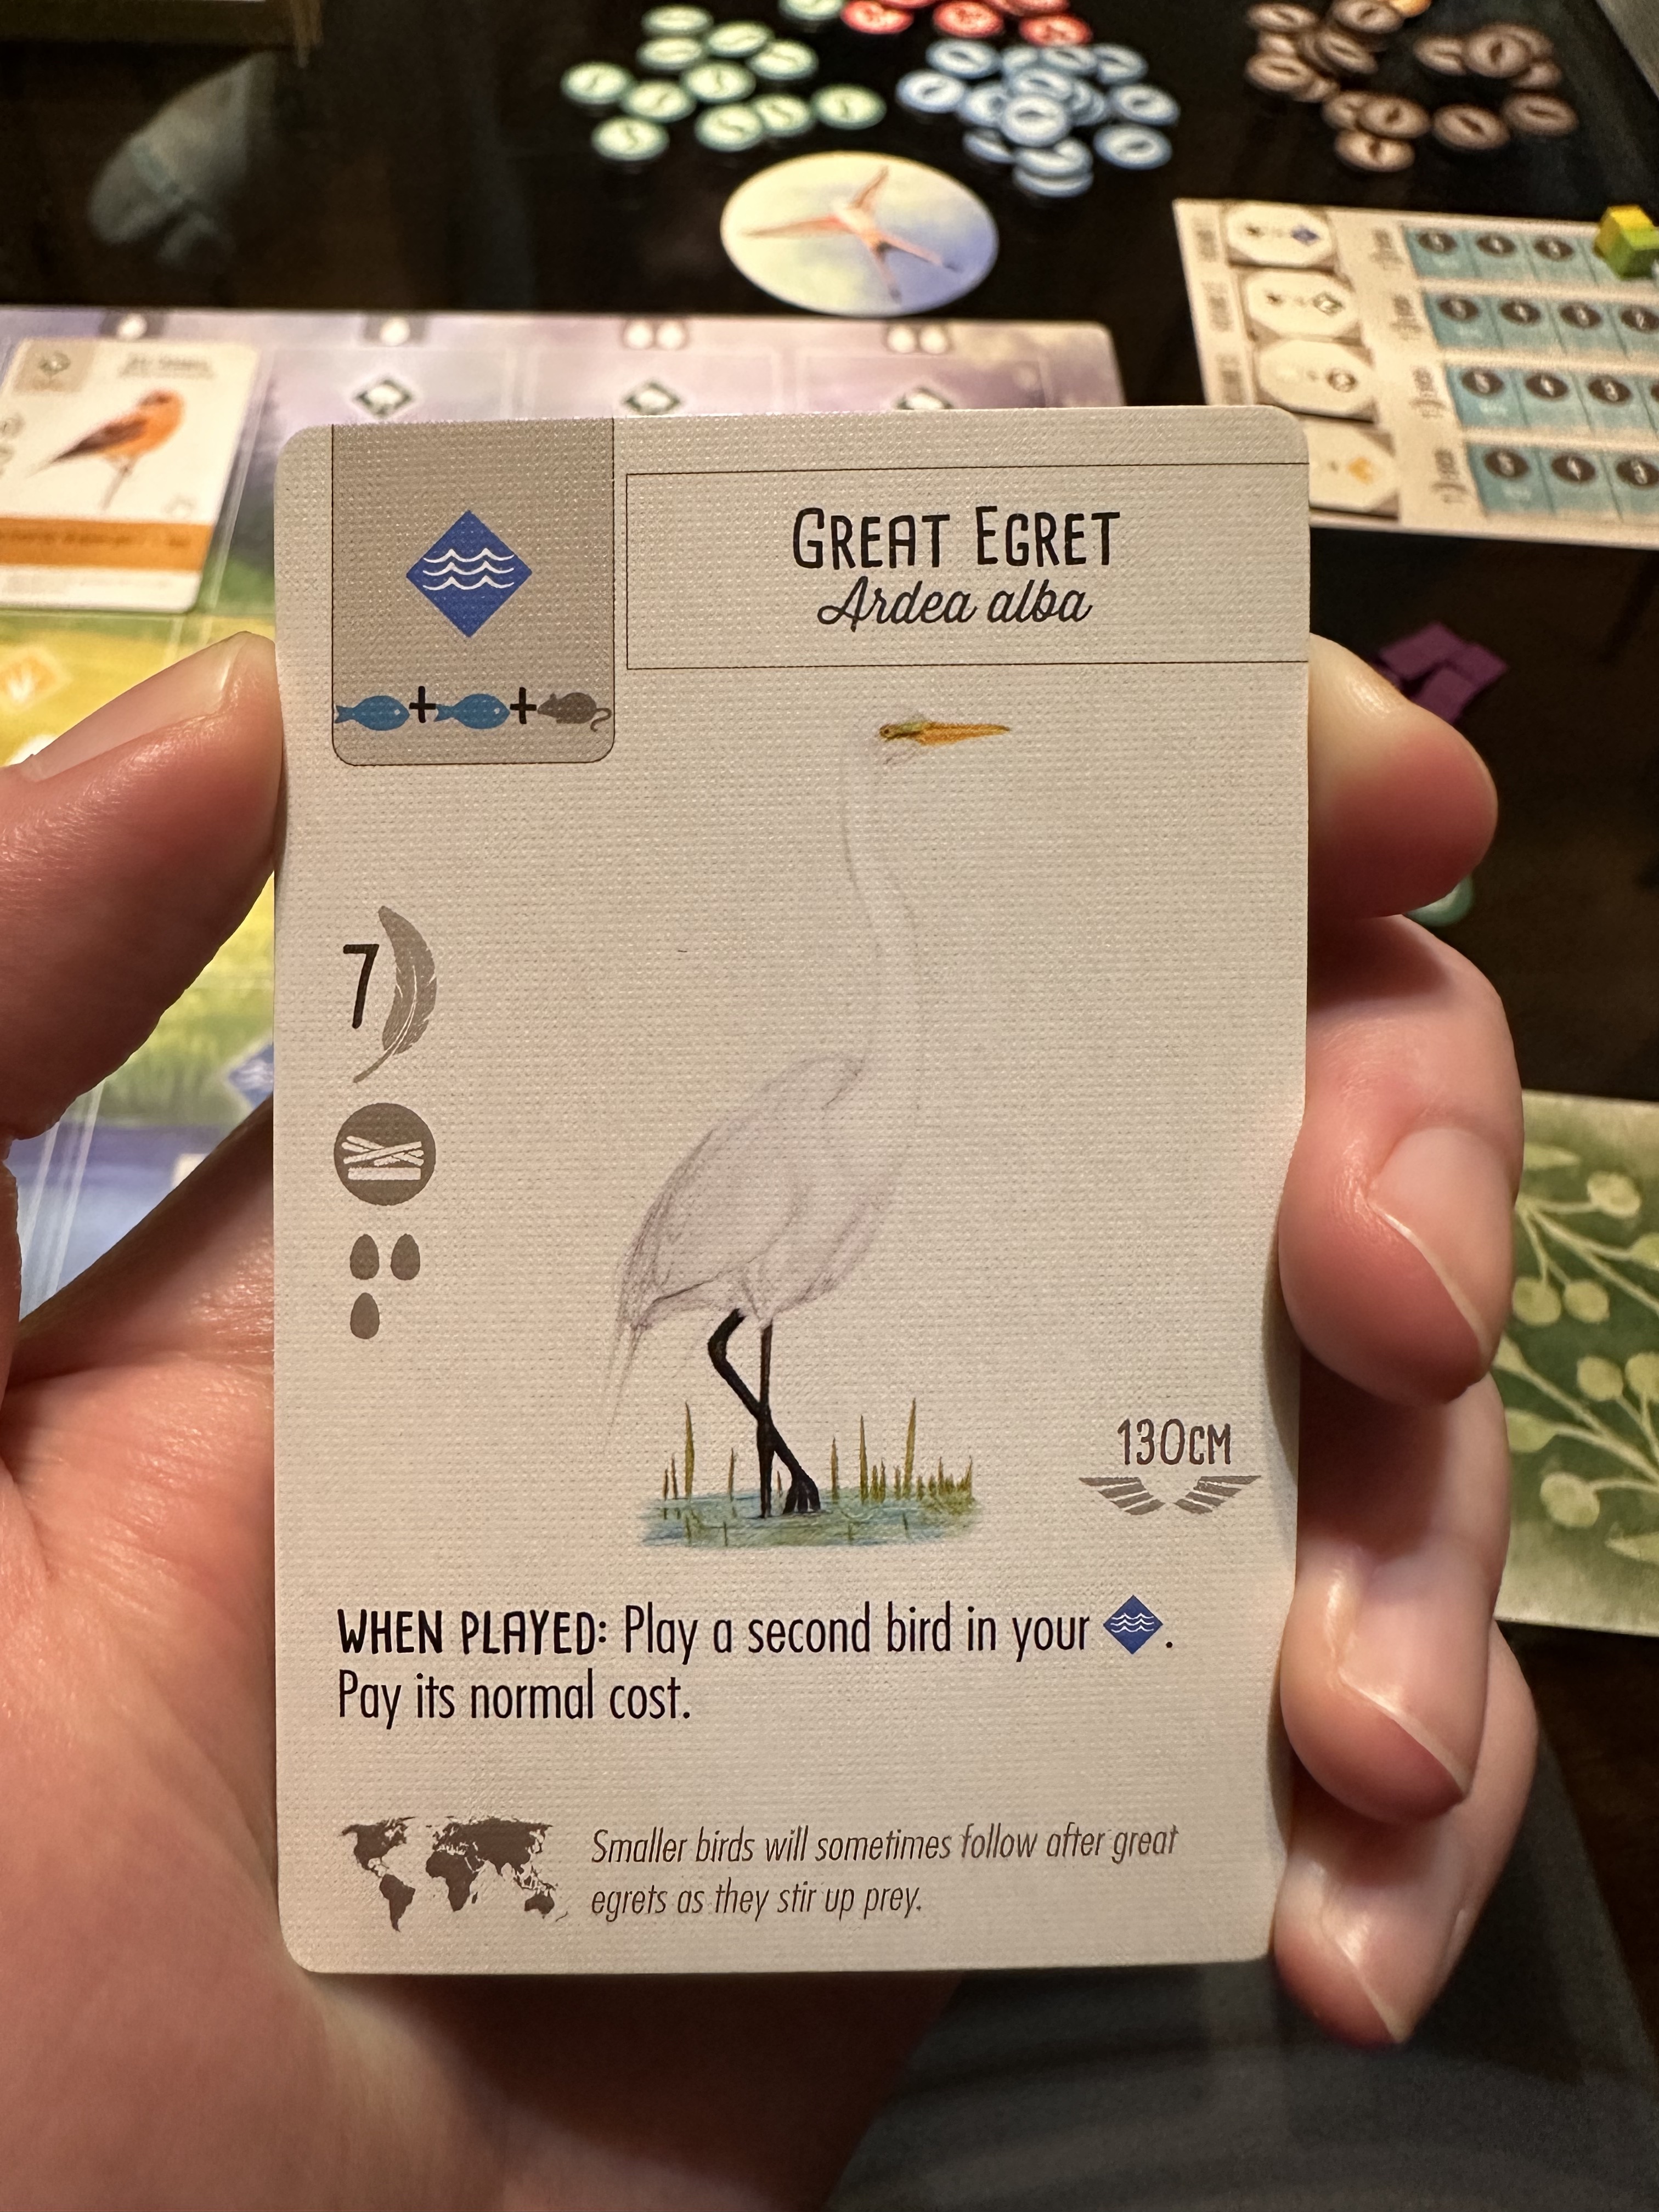 GREAT EGRET
Ardea alba
7
130CM
WHEN PLAYED: Play a second bird in your .
Pay its normal cost.
Smaller birds will sometimes follow after great
egrets as they stir up prey.